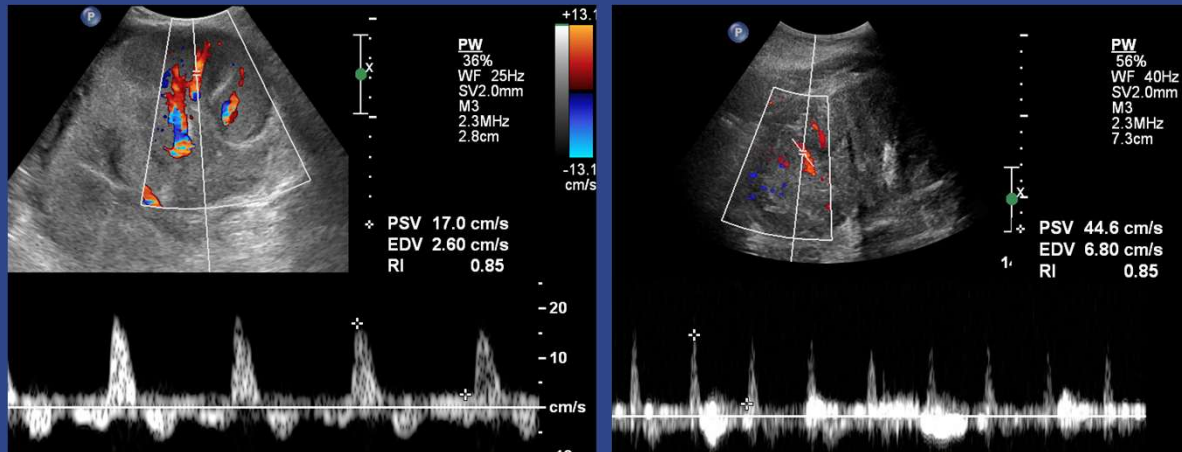 P
+13.1
-13.1
cm/s
x
PW
36%
WF 25Hz
SV2.0mm
M3
2.3MHz
2.8cm
PSV 17.0 cm/s
EDV 2.60 cm/s
RI 0.85
20
10
cm/s
P
x
PW
56%
WF 40Hz
SV2.0mm
M3
2.3MHz
7.3cm
PSV 44.6 cm/s
EDV 6.80 cm/s
RI 0.85